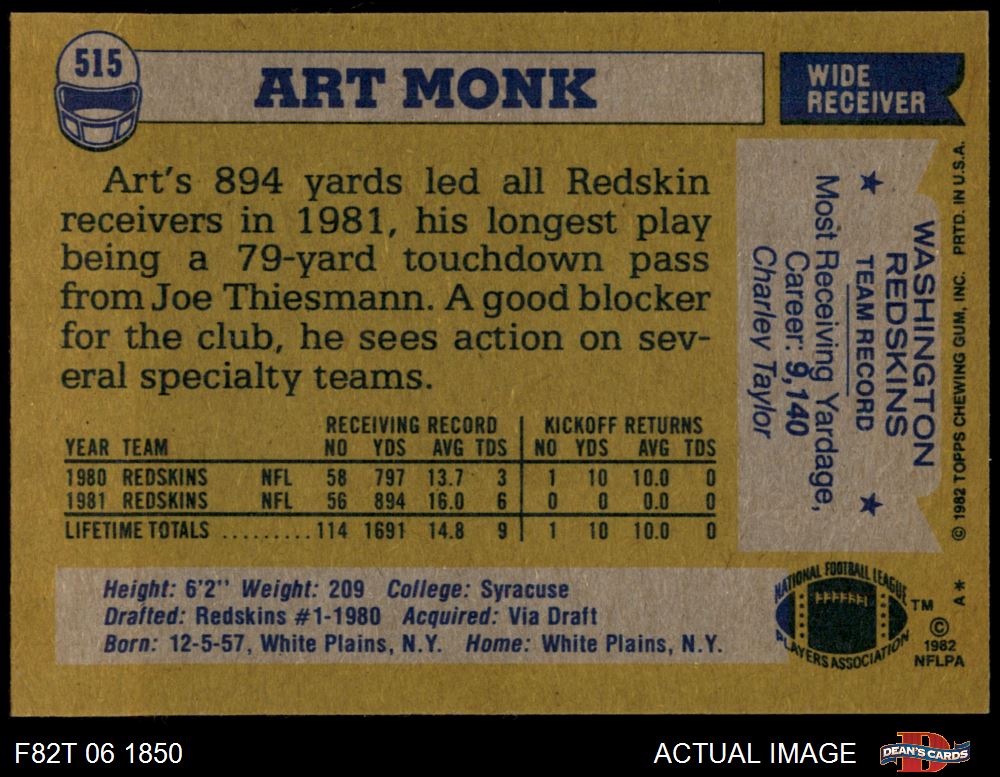 515
ART MONK
WIDE
RECEIVER
Art's 894 yards led all Redskin
receivers in 1981, his longest play
being a 79-yard touchdown pass
from Joe Thiesmann. A good blocker
for the club, he sees action on sev-
eral specialty teams.
RECEIVING RECORD KICKOFF RETURNS
YEAR TEAM NO YDS AVG TDS NO YDS AVG TDS
1980 REDSKINS NFL 58 797 13.7 3 1 10 10.0 0
1981 REDSKINS NFL 56 894 16.0 6 0 0 0.0 0
LIFETIME TOTALS .......... 114 1691 14.8 9 1 10 10.0 0
Height: 6'2" Weight: 209 College: Syracuse
Drafted: Redskins #1-1980 Acquired: Via Draft
Born: 12-5-57, White Plains, N.Y. Home: White Plains, N.Y.
WASHINGTON
REDSKINS
TEAM RECORD
Most Receiving Yardage,
Career: 9,140
Charley Taylor
© 1982 TOPPS CHEWING GUM, INC. PRTD. IN U.S.A.
A*
NATIONAL FOOTBALL LEAGUE
PLAYERS ASSOCIATION
TM
©
1982
NFLPA
F82T 06 1850
ACTUAL IMAGE
DEAN'S CARDS